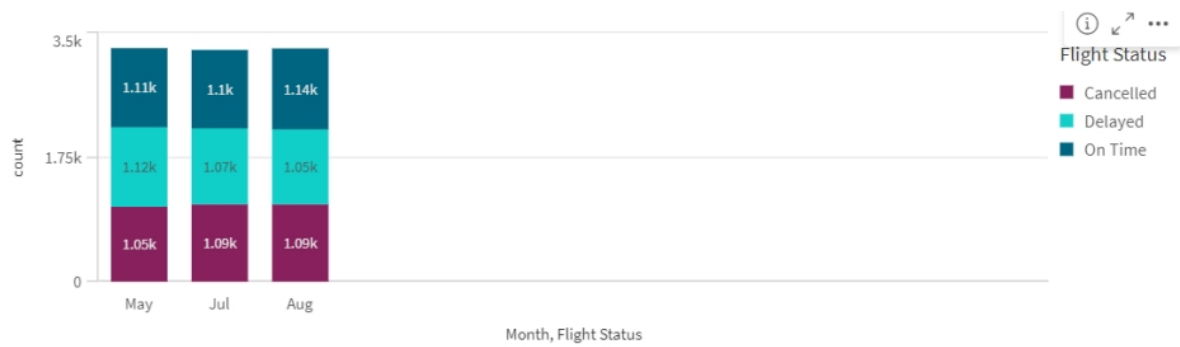 3.5k
1.75k
0
count
1.11k 1.1k 1.14k
1.12k 1.07k 1.05k
1.05k 1.09k 1.09k
May Jul Aug
Month, Flight Status
Flight Status
Cancelled
Delayed
On Time